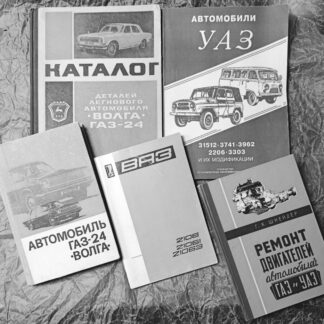 КАТАЛОГ
ДЕТАЛЕЙ
ЛЕГКОВОГО
АВТОМОБИЛЯ
"ВОЛГА"
ГАЗ-24
АВТОМОБИЛИ
УАЗ
31512·3741·3962
2206·3303
И ИХ МОДИФИКАЦИИ
АВТОМОБИЛЬ
ГАЗ-24
"ВОЛГА"
ВАЗ
2108
21081
21083
Г. К. ШНЕЙДЕР
РЕМОНТ
ДВИГАТЕЛЕЙ
автомобилей
ГАЗ и УАЗ